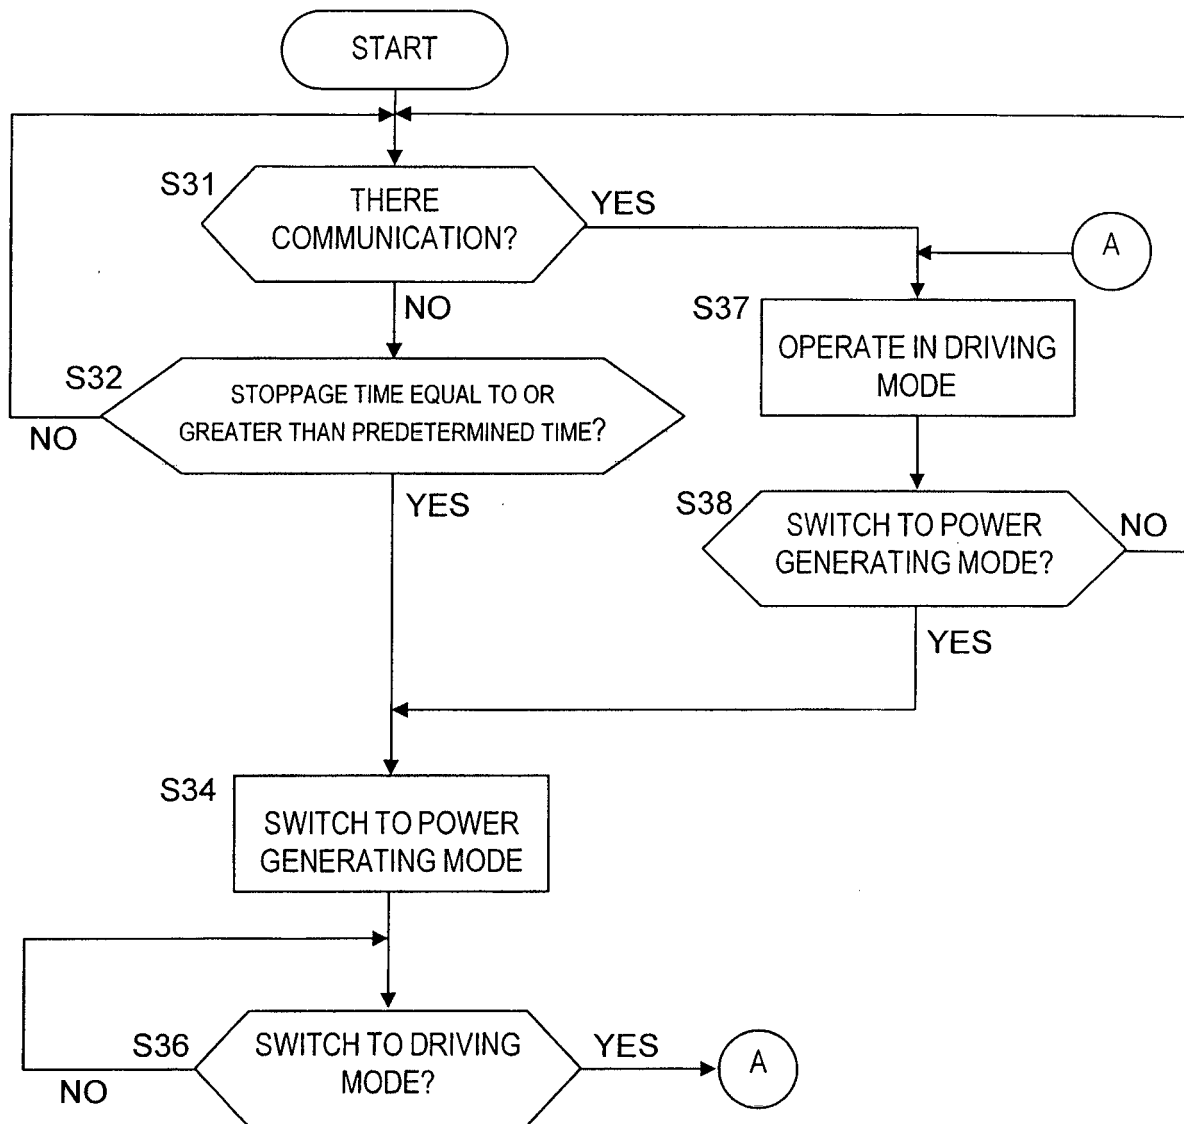 START
S31
THERE
COMMUNICATION?
YES
A
NO
S37
OPERATE IN DRIVING
MODE
S32
STOPPAGE TIME EQUAL TO OR
GREATER THAN PREDETERMINED TIME?
NO
YES
S38
SWITCH TO POWER
GENERATING MODE?
NO
YES
S34
SWITCH TO POWER
GENERATING MODE
S36
SWITCH TO DRIVING
MODE?
YES
A
NO